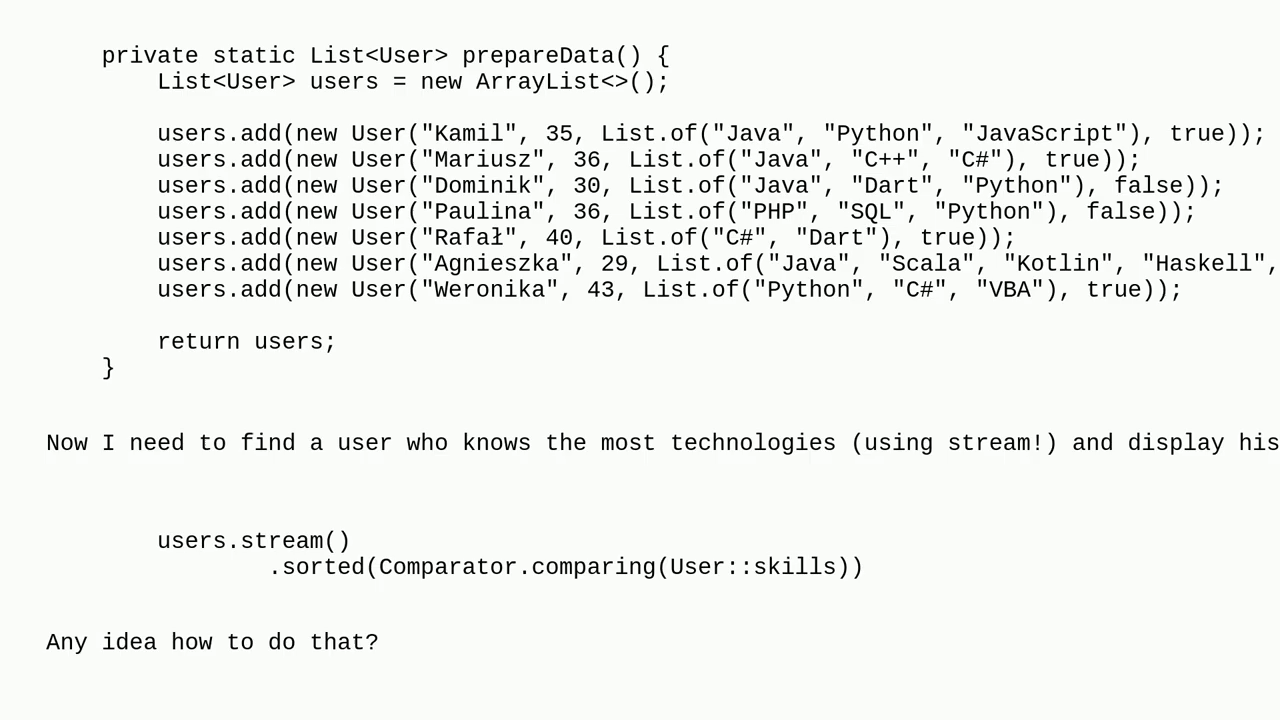 private static List<User> prepareData() {
List<User> users = new ArrayList<>();
users.add(new User("Kamil", 35, List.of("Java", "Python", "JavaScript"), true));
users.add(new User("Mariusz", 36, List.of("Java", "C++", "C#"), true));
users.add(new User("Dominik", 30, List.of("Java", "Dart", "Python"), false));
users.add(new User("Paulina", 36, List.of("PHP", "SQL", "Python"), false));
users.add(new User("Rafał", 40, List.of("C#", "Dart"), true));
users.add(new User("Agnieszka", 29, List.of("Java", "Scala", "Kotlin", "Haskell",
users.add(new User("Weronika", 43, List.of("Python", "C#", "VBA"), true));
return users;
}
Now I need to find a user who knows the most technologies (using stream!) and display his
users.stream()
.sorted(Comparator.comparing(User::skills))
Any idea how to do that?